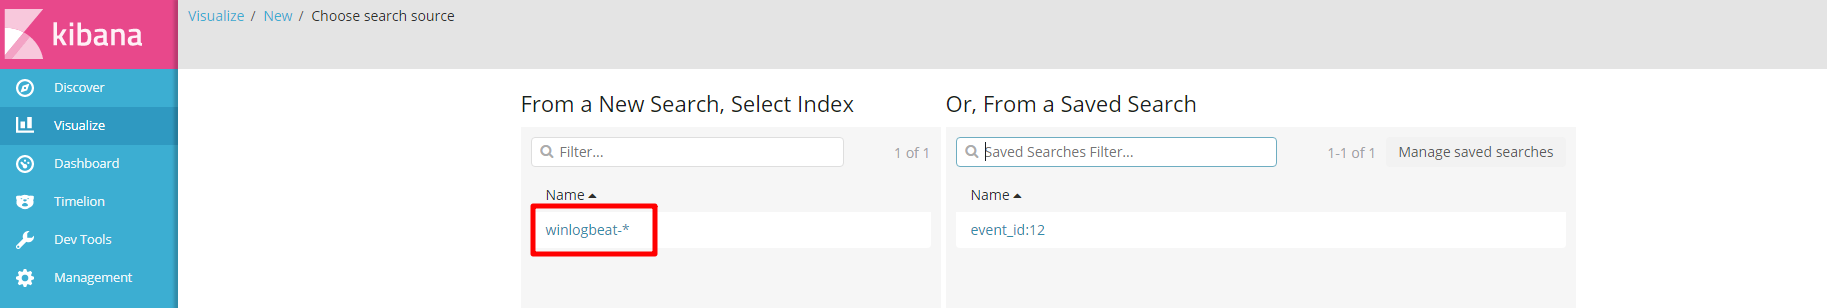 kibana
Discover
Visualize
Dashboard
Timelion
Dev Tools
Management
Visualize / New / Choose search source
From a New Search, Select Index
Filter...
1 of 1
Name
winlogbeat-*
Or, From a Saved Search
Saved Searches Filter...
1-1 of 1
Manage saved searches
Name
event_id:12